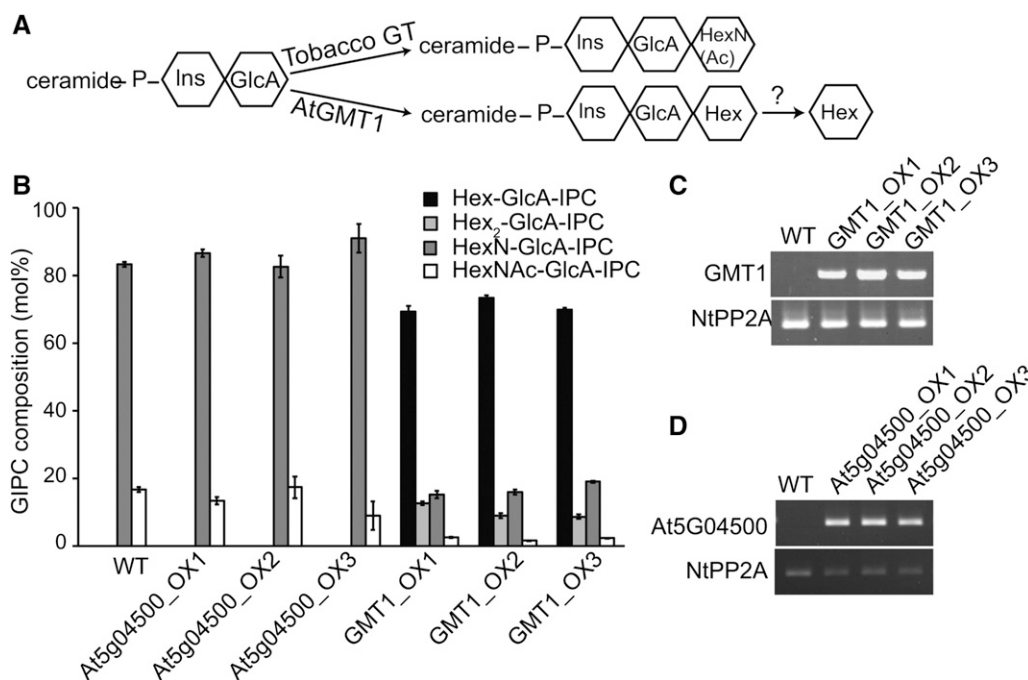 A
ceramide–P–Ins GlcA
Tobacco GT
AtGMT1
ceramide–P–Ins GlcA HexN (Ac)
ceramide–P–Ins GlcA Hex
?
Hex
B
GIPC composition (mol%)
100
80
60
40
20
0
Hex-GlcA-IPC
Hex2-GlcA-IPC
HexN-GlcA-IPC
HexNAc-GlcA-IPC
WT
At5g04500_OX1
At5g04500_OX2
At5g04500_OX3
GMT1_OX1
GMT1_OX2
GMT1_OX3
C
WT
GMT1_OX1
GMT1_OX2
GMT1_OX3
GMT1
NtPP2A
D
WT
At5g04500_OX1
At5g04500_OX2
At5g04500_OX3
At5G04500
NtPP2A